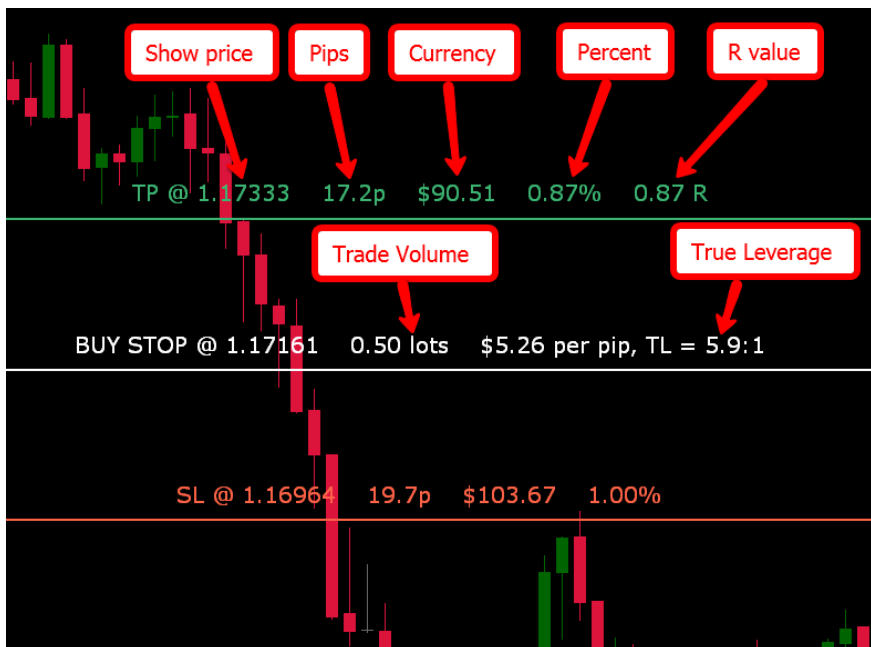 Show price Pips Currency Percent R value
TP @ 1.17333 17.2p $90.51 0.87% 0.87 R
Trade Volume True Leverage
BUY STOP @ 1.17161 0.50 lots $5.26 per pip, TL = 5.9:1
SL @ 1.16964 19.7p $103.67 1.00%